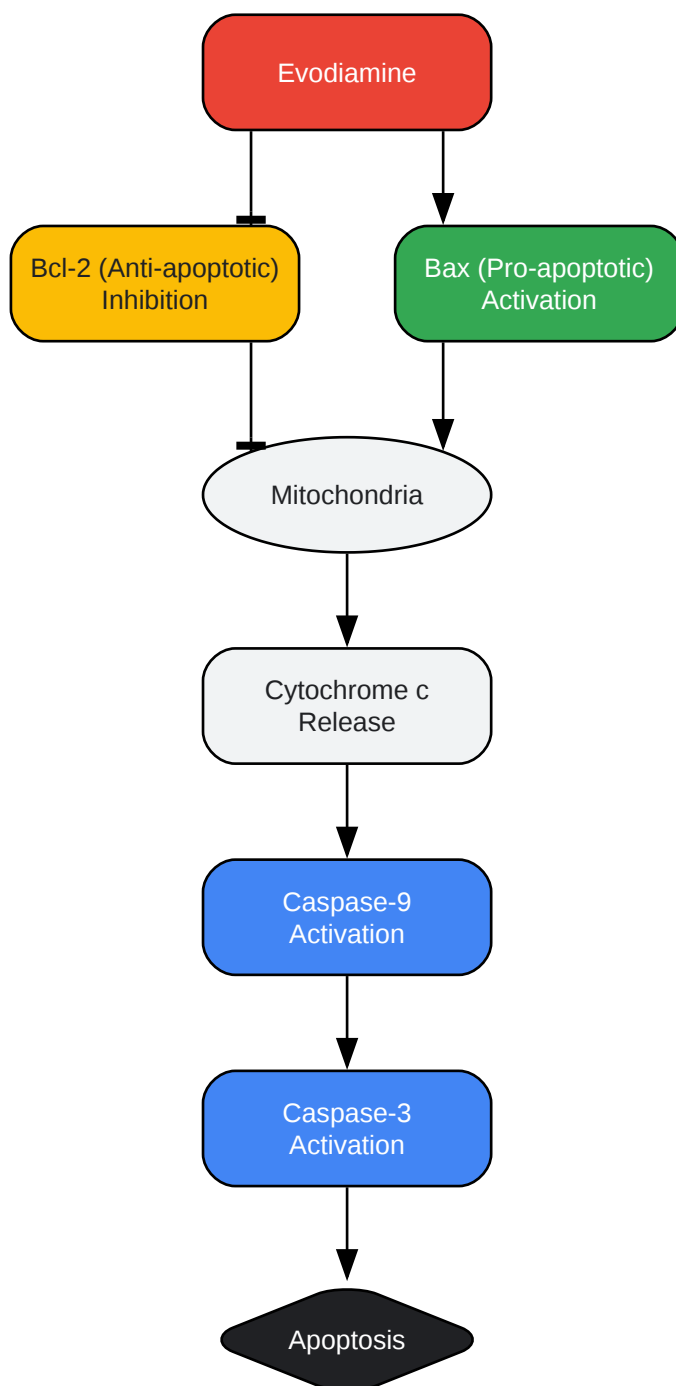 Evodiamine
Bcl-2 (Anti-apoptotic)
Inhibition
Bax (Pro-apoptotic)
Activation
Mitochondria
Cytochrome c
Release
Caspase-9
Activation
Caspase-3
Activation
Apoptosis